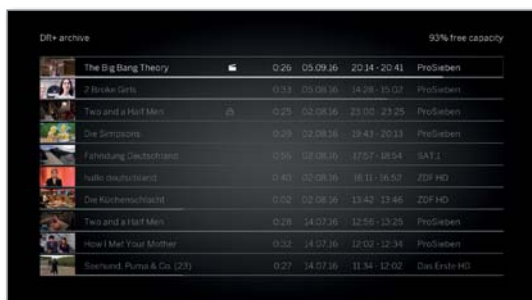 DR+ archive 93% free capacity
The Big Bang Theory 0:26 05.09.16 20:14 - 20:41 ProSieben
2 Broke Girls 0:33 05.09.16 14:28 - 15:02 ProSieben
Two and a Half Men 0:25 02.08.16 23:00 - 23:25 ProSieben
Die Simpsons 0:29 02.08.16 19:43 - 20:13 ProSieben
Fahndung Deutschland 0:56 02.08.16 17:57 - 18:54 SAT.1
hallo deutschland 0:40 02.08.16 16:11 - 16:52 ZDF HD
Die Küchenschlacht 0:02 02.08.16 13:42 - 13:46 ZDF HD
Two and a Half Men 0:28 14.07.16 12:56 - 13:25 ProSieben
How I Met Your Mother 0:32 14.07.16 12:02 - 12:34 ProSieben
Seehund, Puma & Co. (23) 0:27 14.07.16 11:34 - 12:02 Das Erste HD